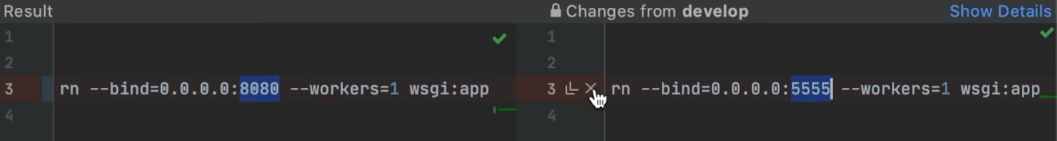 Result
1
2
3 rn --bind=0.0.0.0:8080 --workers=1 wsgi:app
4
Changes from develop Show Details
1
2
3 rn --bind=0.0.0.0:5555 --workers=1 wsgi:app
4